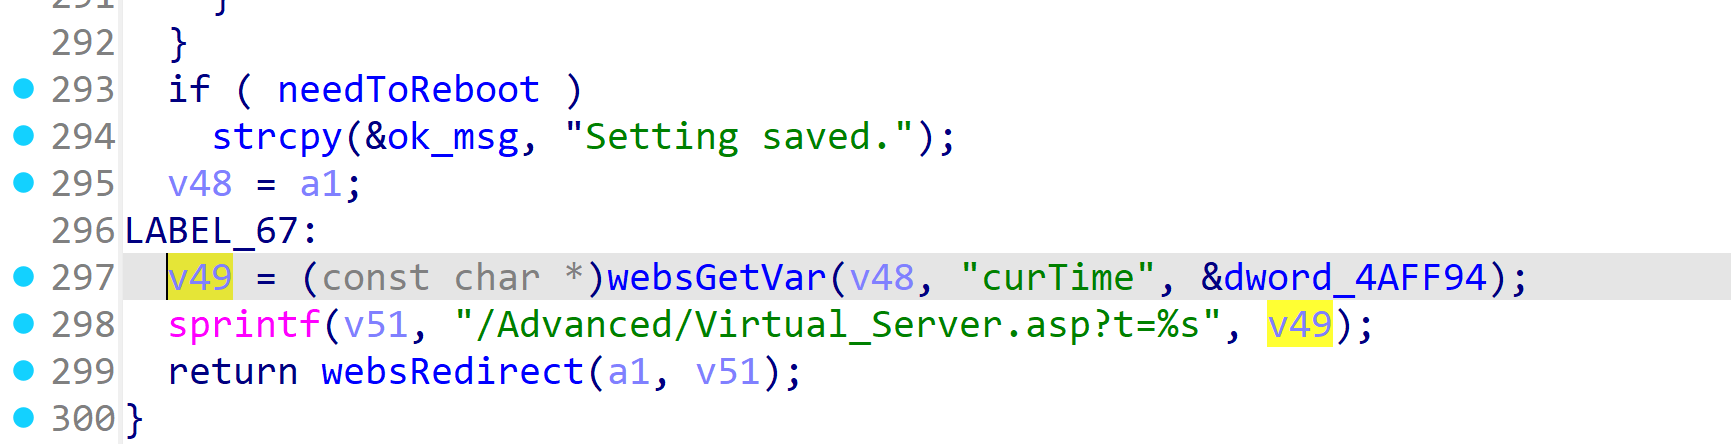 291 }
292 }
293 if ( needToReboot )
294 strcpy(&ok_msg, "Setting saved.");
295 v48 = a1;
296 LABEL_67:
297 v49 = (const char *)websGetVar(v48, "curTime", &dword_4AFF94);
298 sprintf(v51, "/Advanced/Virtual_Server.asp?t=%s", v49);
299 return websRedirect(a1, v51);
300 }